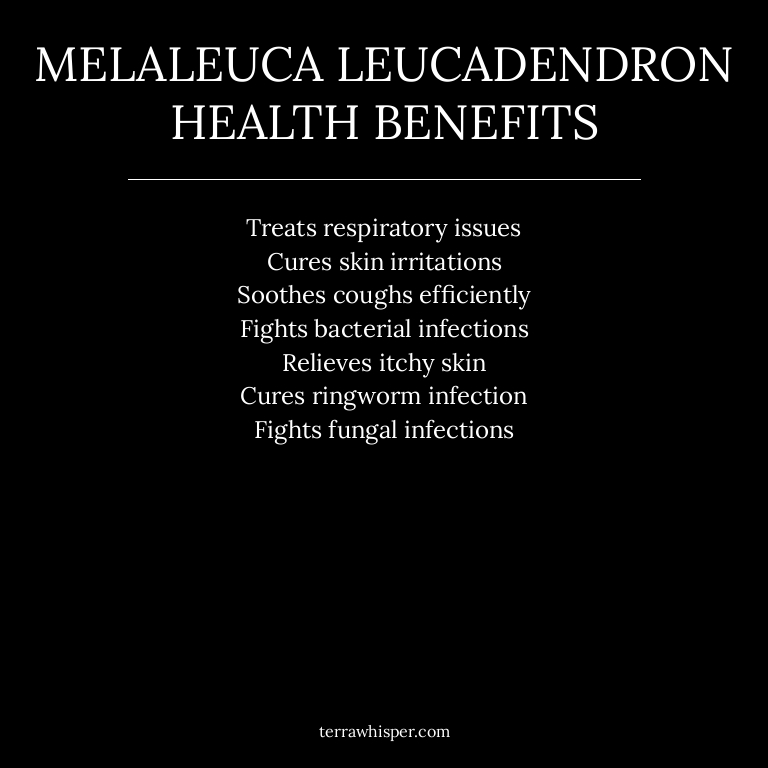 MELALEUCA LEUCADENDRON
HEALTH BENEFITS
Treats respiratory issues
Cures skin irritations
Soothes coughs efficiently
Fights bacterial infections
Relieves itchy skin
Cures ringworm infection
Fights fungal infections
terrawhisper.com